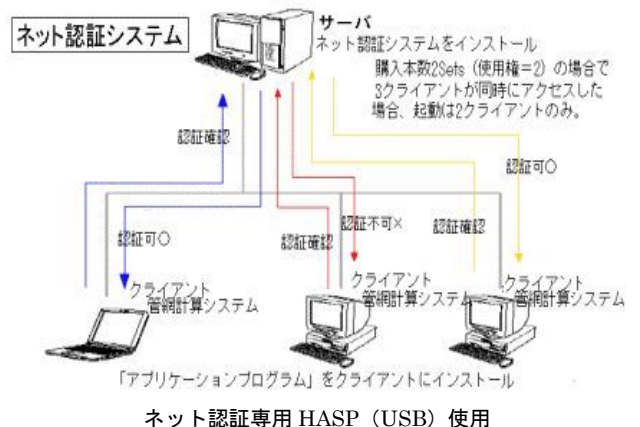 ネット認証システム
サーバ
ネット認証システムをインストール
購入本数2Sets(使用権=2)の場合で
3クライアントが同時にアクセスした
場合、起動は2クライアントのみ。
認証確認
認証可○
認証可○
認証確認
認証不可×
認証確認
クライアント
管網計算システム
クライアント
管網計算システム
クライアント
管網計算システム
「アプリケーションプログラム」をクライアントにインストール
ネット認証専用 HASP(USB)使用